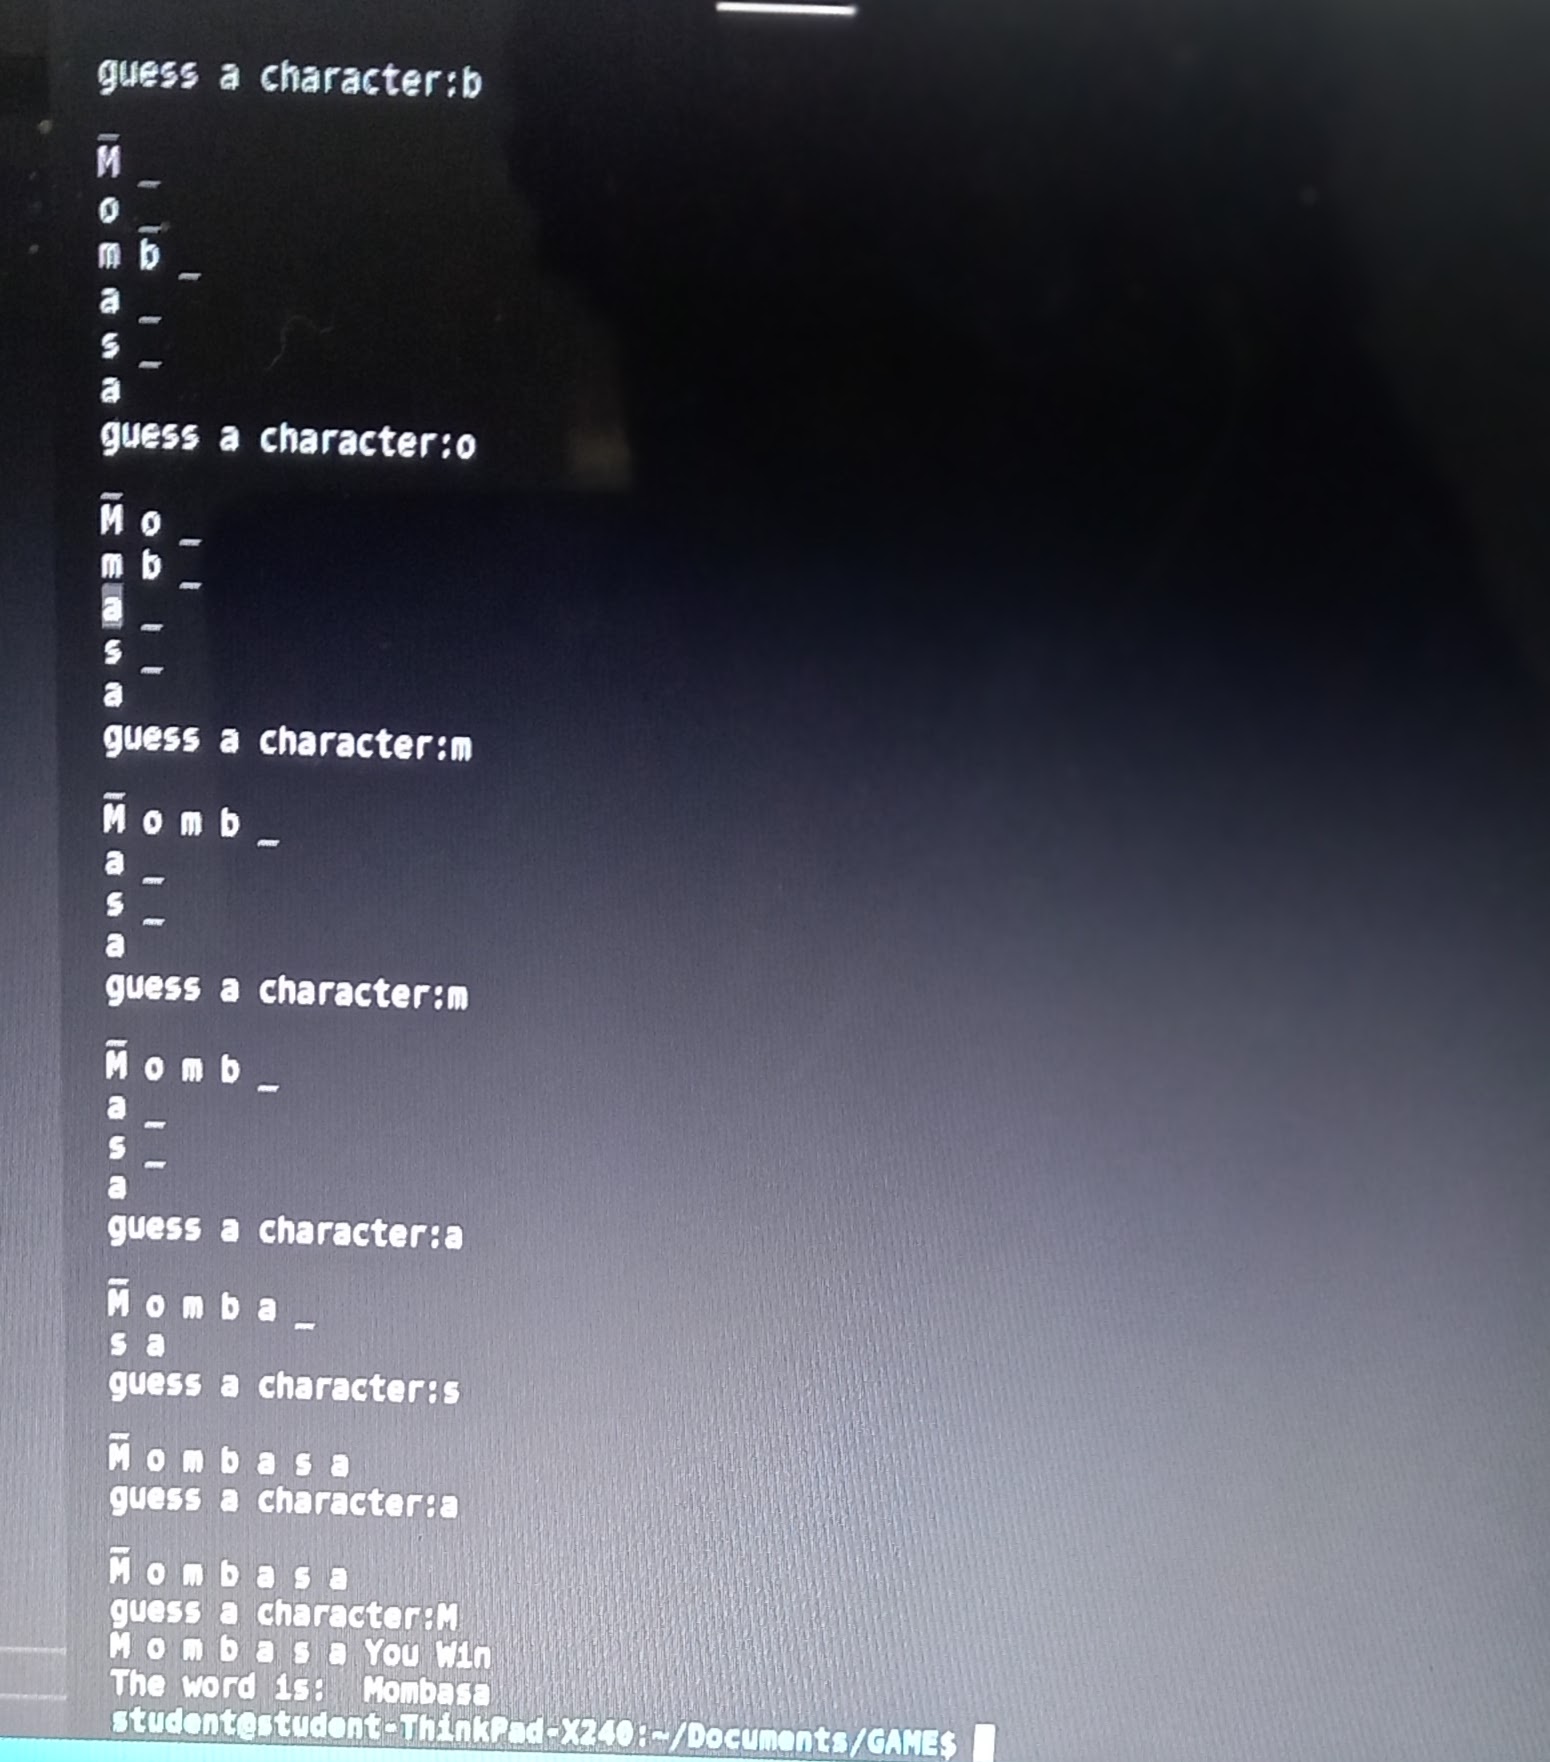 guess a character:b
_
M _
o _
m b _
a _
s _
a
guess a character:o
_
M o _
m b _
a _
s _
a
guess a character:m
_
M o m b _
a _
s _
a
guess a character:m
_
M o m b _
a _
s _
a
guess a character:a
_
M o m b a _
s a
guess a character:s
_
M o m b a s a
guess a character:a
_
M o m b a s a
guess a character:M
M o m b a s a You Win
The word is:  Mombasa
student@student-ThinkPad-X240:~/Documents/GAME$